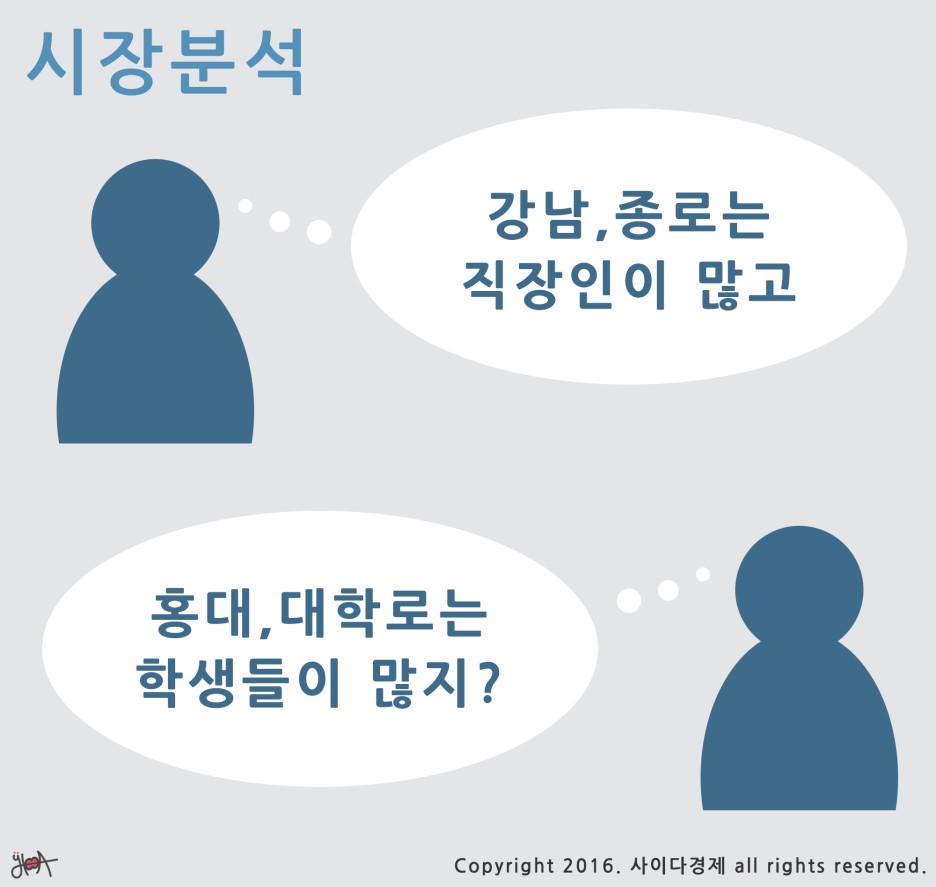 시장분석
강남,종로는
직장인이 많고
홍대,대학로는
학생들이 많지?
Copyright 2016. 사이다경제 all rights reserved.